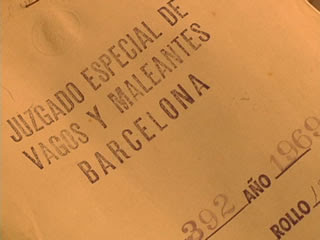 JUZGADO ESPECIAL DE
VAGOS Y MALEANTES
BARCELONA
392 AÑO 1969
ROLLO